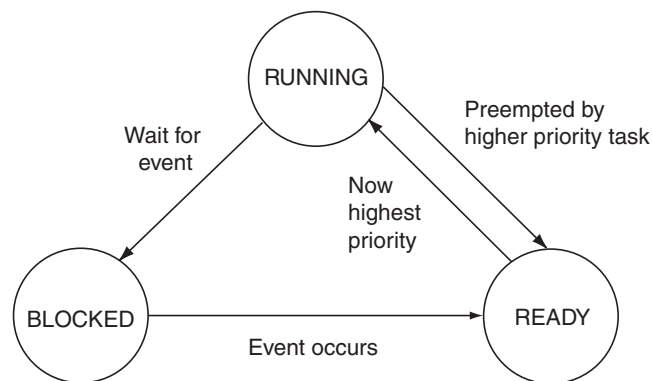 RUNNING
Preempted by
higher priority task
Wait for
event
Now
highest
priority
BLOCKED
READY
Event occurs